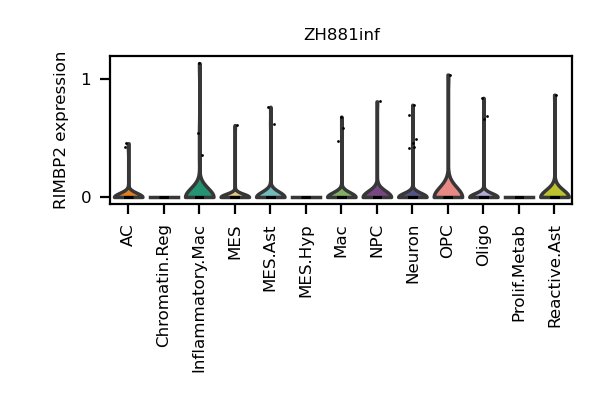 ZH881inf
RIMBP2 expression
1
0
AC
Chromatin.Reg
Inflammatory.Mac
MES
MES.Ast
MES.Hyp
Mac
NPC
Neuron
OPC
Oligo
Prolif.Metab
Reactive.Ast